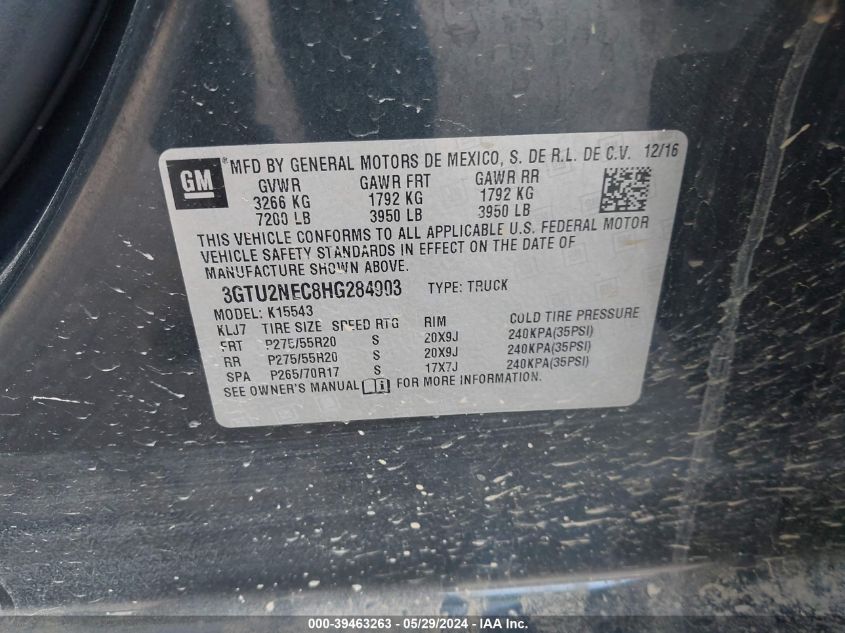 GM
*MFD BY GENERAL MOTORS DE MEXICO, S. DE R.L. DE C.V. 12/16
GVWR GAWR FRT GAWR RR
3266 KG 1792 KG 1792 KG
7200 LB 3950 LB 3950 LB
THIS VEHICLE CONFORMS TO ALL APPLICABLE U.S. FEDERAL MOTOR
VEHICLE SAFETY STANDARDS IN EFFECT ON THE DATE OF
MANUFACTURE SHOWN ABOVE.
3GTU2NEC8HG284903 TYPE: TRUCK
MODEL: K15543
KLJ7 TIRE SIZE SPEED RTG RIM COLD TIRE PRESSURE
FRT P275/55R20 S 20X9J 240KPA(35PSI)
RR P275/55R20 S 20X9J 240KPA(35PSI)
SPA P265/70R17 S 17X7J 240KPA(35PSI)
SEE OWNER'S MANUAL FOR MORE INFORMATION.
000-39463263 - 05/29/2024 - IAA Inc.